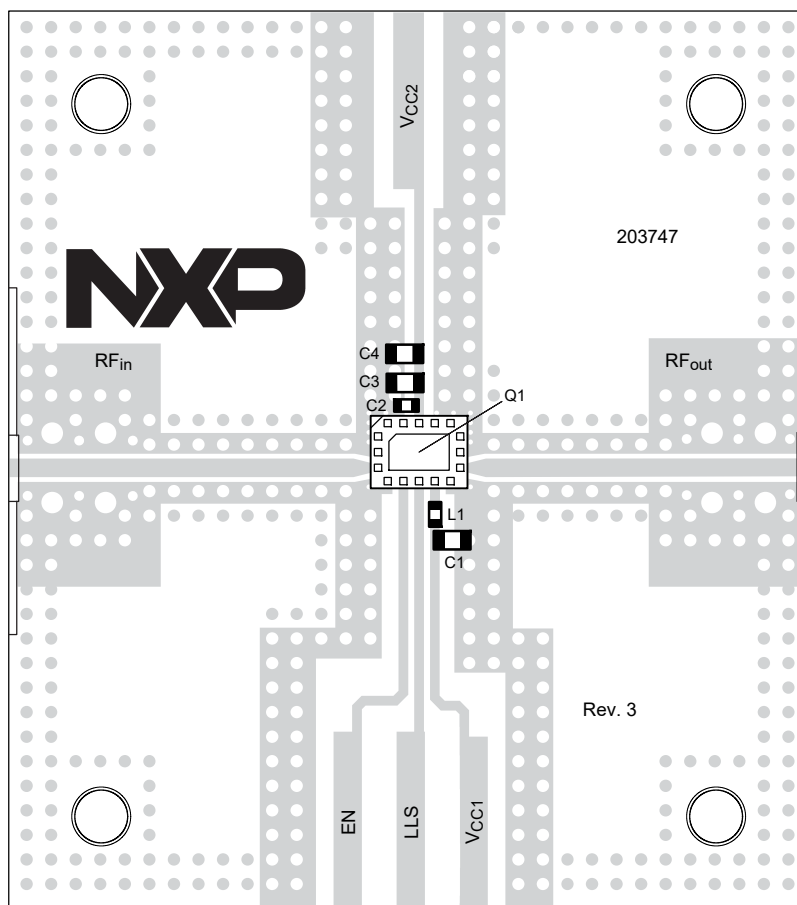 VCC2
203747
NXP
RFin
RFout
C4
C3
C2
Q1
L1
C1
Rev. 3
EN
LLS
VCC1